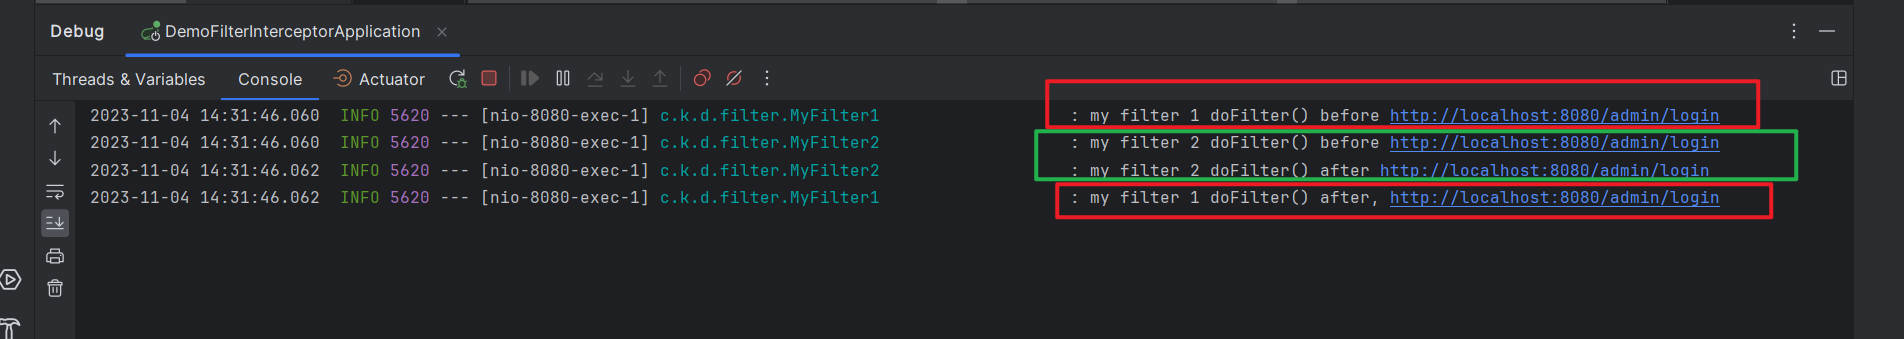 Debug DemoFilterInterceptorApplication
Threads & Variables Console Actuator
2023-11-04 14:31:46.060 INFO 5620 --- [nio-8080-exec-1] c.k.d.filter.MyFilter1 : my filter 1 doFilter() before http://localhost:8080/admin/login
2023-11-04 14:31:46.060 INFO 5620 --- [nio-8080-exec-1] c.k.d.filter.MyFilter2 : my filter 2 doFilter() before http://localhost:8080/admin/login
2023-11-04 14:31:46.062 INFO 5620 --- [nio-8080-exec-1] c.k.d.filter.MyFilter2 : my filter 2 doFilter() after http://localhost:8080/admin/login
2023-11-04 14:31:46.062 INFO 5620 --- [nio-8080-exec-1] c.k.d.filter.MyFilter1 : my filter 1 doFilter() after, http://localhost:8080/admin/login